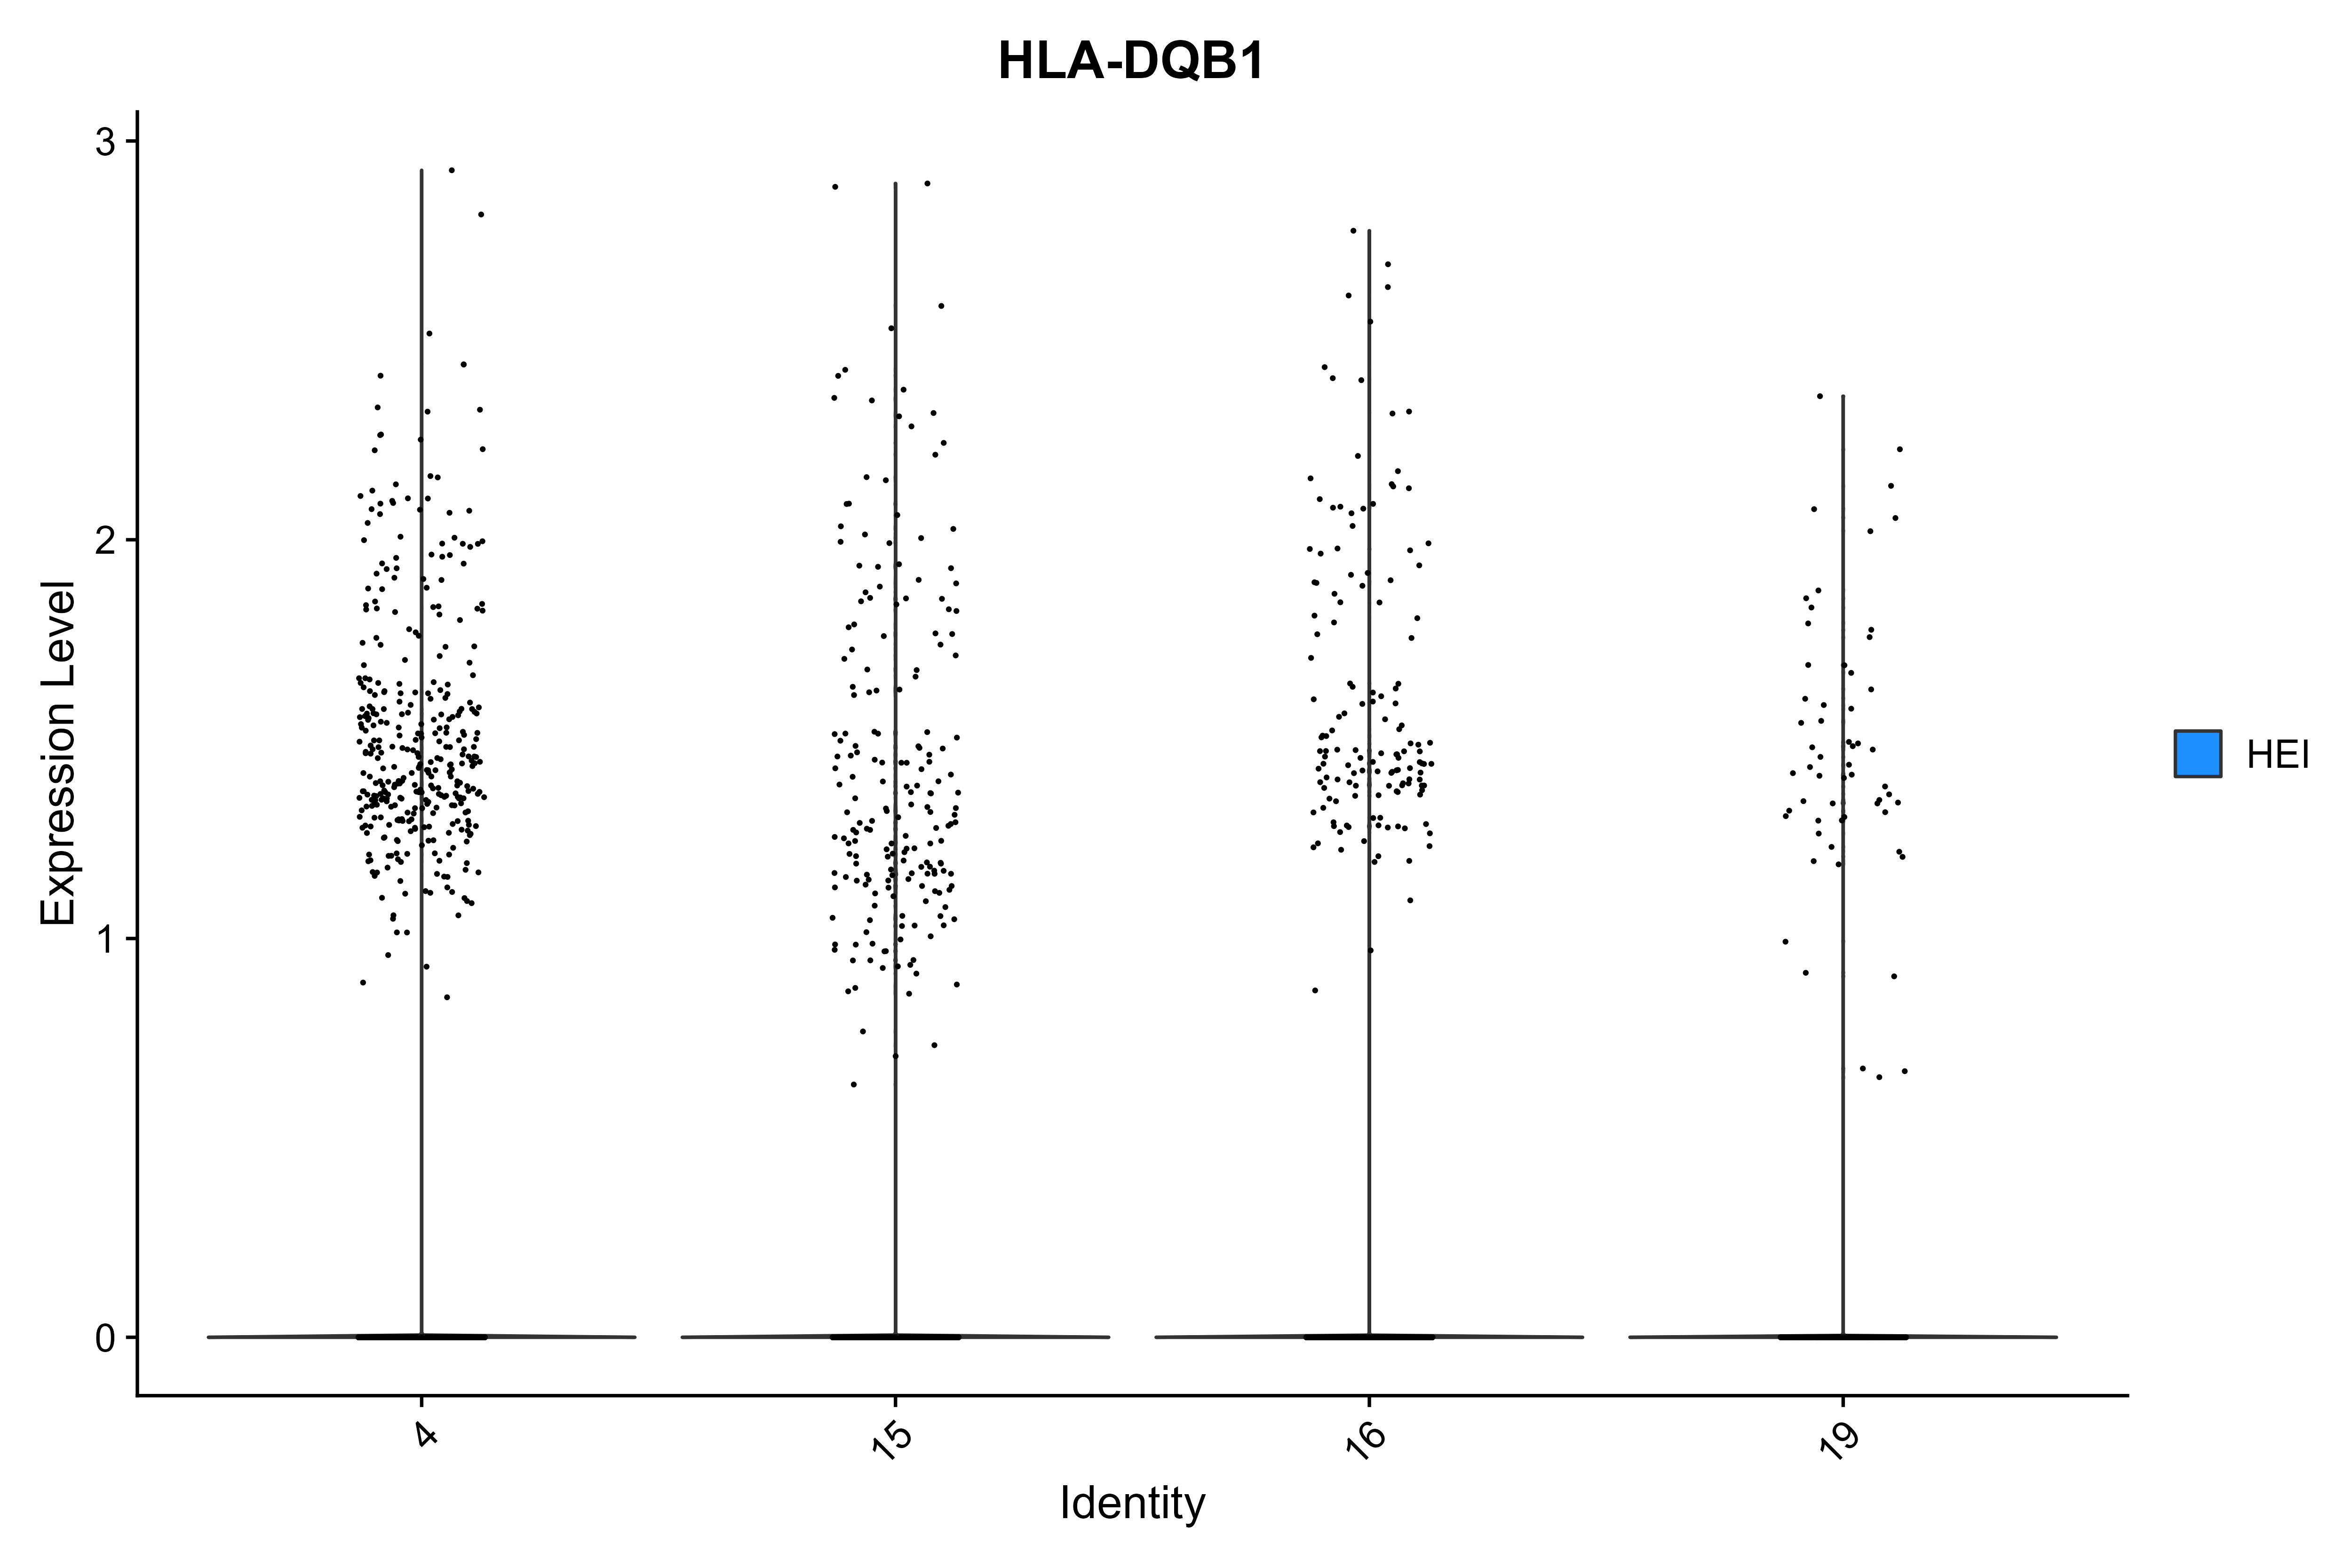 HLA-DQB1
3
2
1
0
Expression Level
4
15
16
19
Identity
HEI